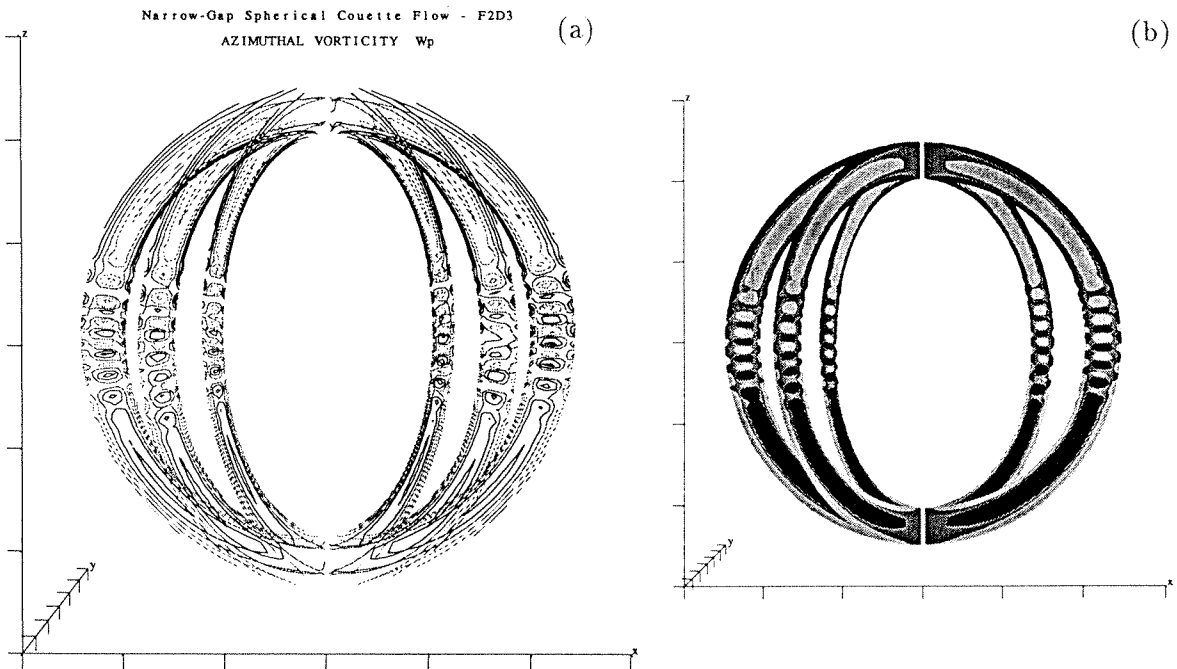 Narrow-Gap Spherical Couette Flow - F2D3
AZIMUTHAL VORTICITY Wp
(a)
(b)
z
y
x
z
y
x